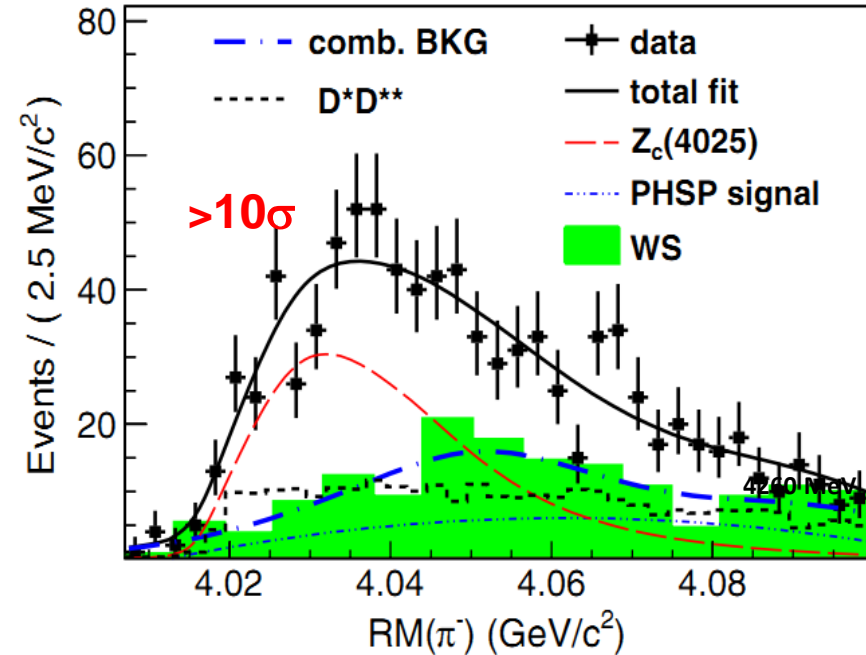 80
60
40
20
Events / ( 2.5 MeV/c²)
comb. BKG
D*D**
data
total fit
Zc(4025)
PHSP signal
WS
>10σ
4260 MeV
4.02 4.04 4.06 4.08
RM(π⁻) (GeV/c²)